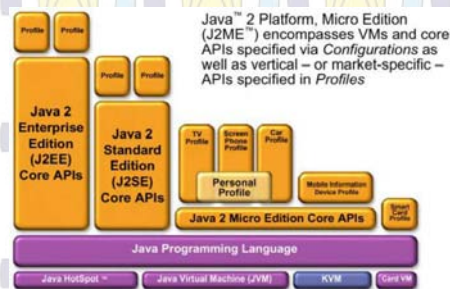 Java™ 2 Platform, Micro Edition
(J2ME™) encompasses VMs and core
APIs specified via Configurations as
well as vertical – or market-specific –
APIs specified in Profiles
Profile
Profile
Profile
Profile
Java 2
Enterprise
Edition
(J2EE)
Core APIs
Java 2
Standard
Edition
(J2SE)
Core APIs
TV
Profile
Screen
Phone
Profile
Car
Profile
Personal
Profile
Mobile Information
Device Profile
Smart
Card
Profile
Java 2 Micro Edition Core APIs
Java Programming Language
Java HotSpot ™
Java Virtual Machine (JVM)
KVM
Card VM